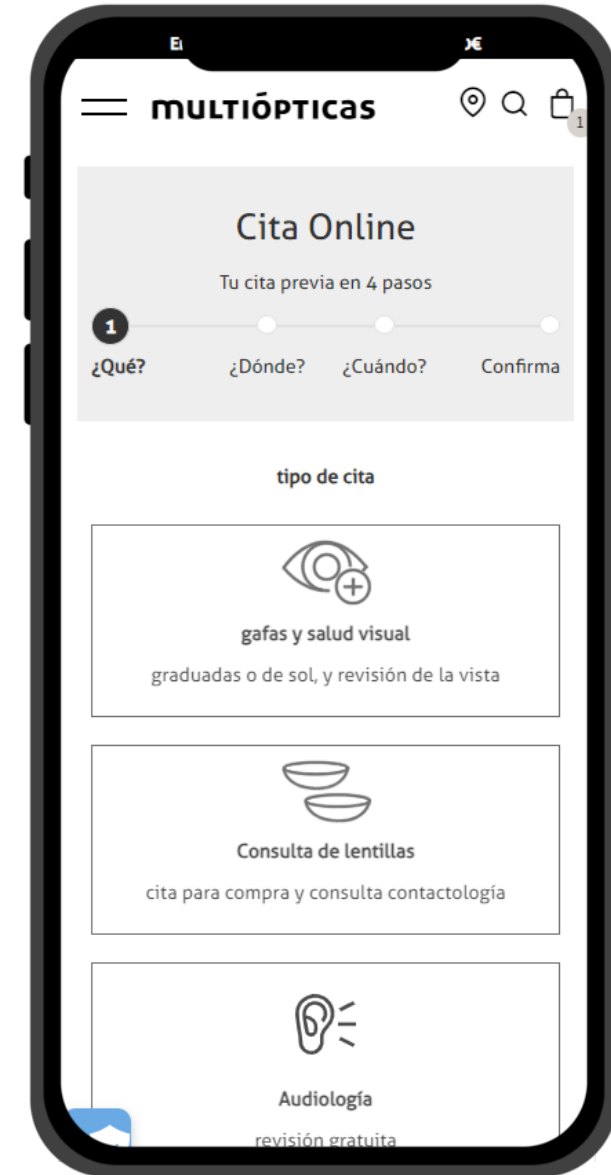 MULTIÓPTICAS
1
Cita Online
Tu cita previa en 4 pasos
1
¿Qué? ¿Dónde? ¿Cuándo? Confirma
tipo de cita
gafas y salud visual
graduadas o de sol, y revisión de la vista
Consulta de lentillas
cita para compra y consulta contactología
Audiología
revisión gratuita